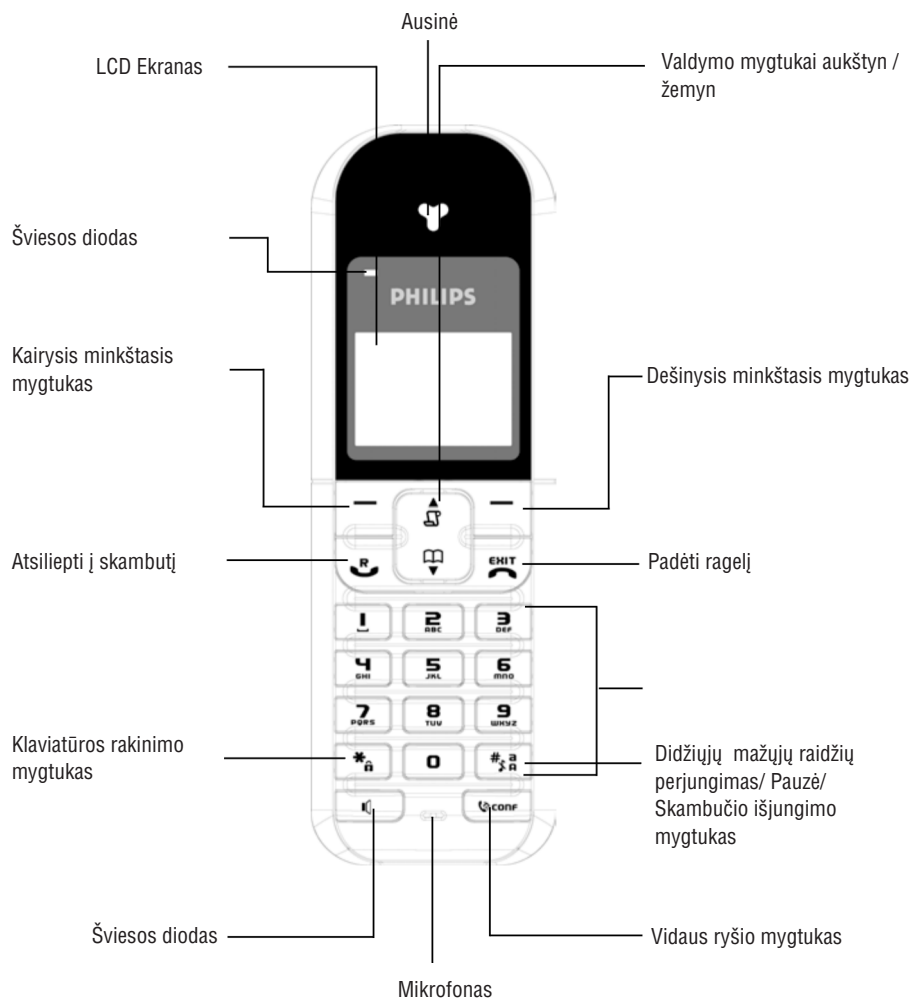 Ausinė
LCD Ekranas
Valdymo mygtukai aukštyn /
žemyn
Šviesos diodas
PHILIPS
Kairysis minkštasis
mygtukas
Dešinysis minkštasis mygtukas
Atsiliepti į skambutį
R
EXIT
Padėti ragelį
1 2 ABC 3 DEF
4 GHI 5 JKL 6 MNO
7 PQRS 8 TUV 9 WXYZ
Klaviatūros rakinimo
mygtukas
* 0 # a A
Didžiųjų mažųjų raidžių
perjungimas/ Pauzė/
Skambučio išjungimo
mygtukas
CONF
Šviesos diodas
Vidaus ryšio mygtukas
Mikrofonas